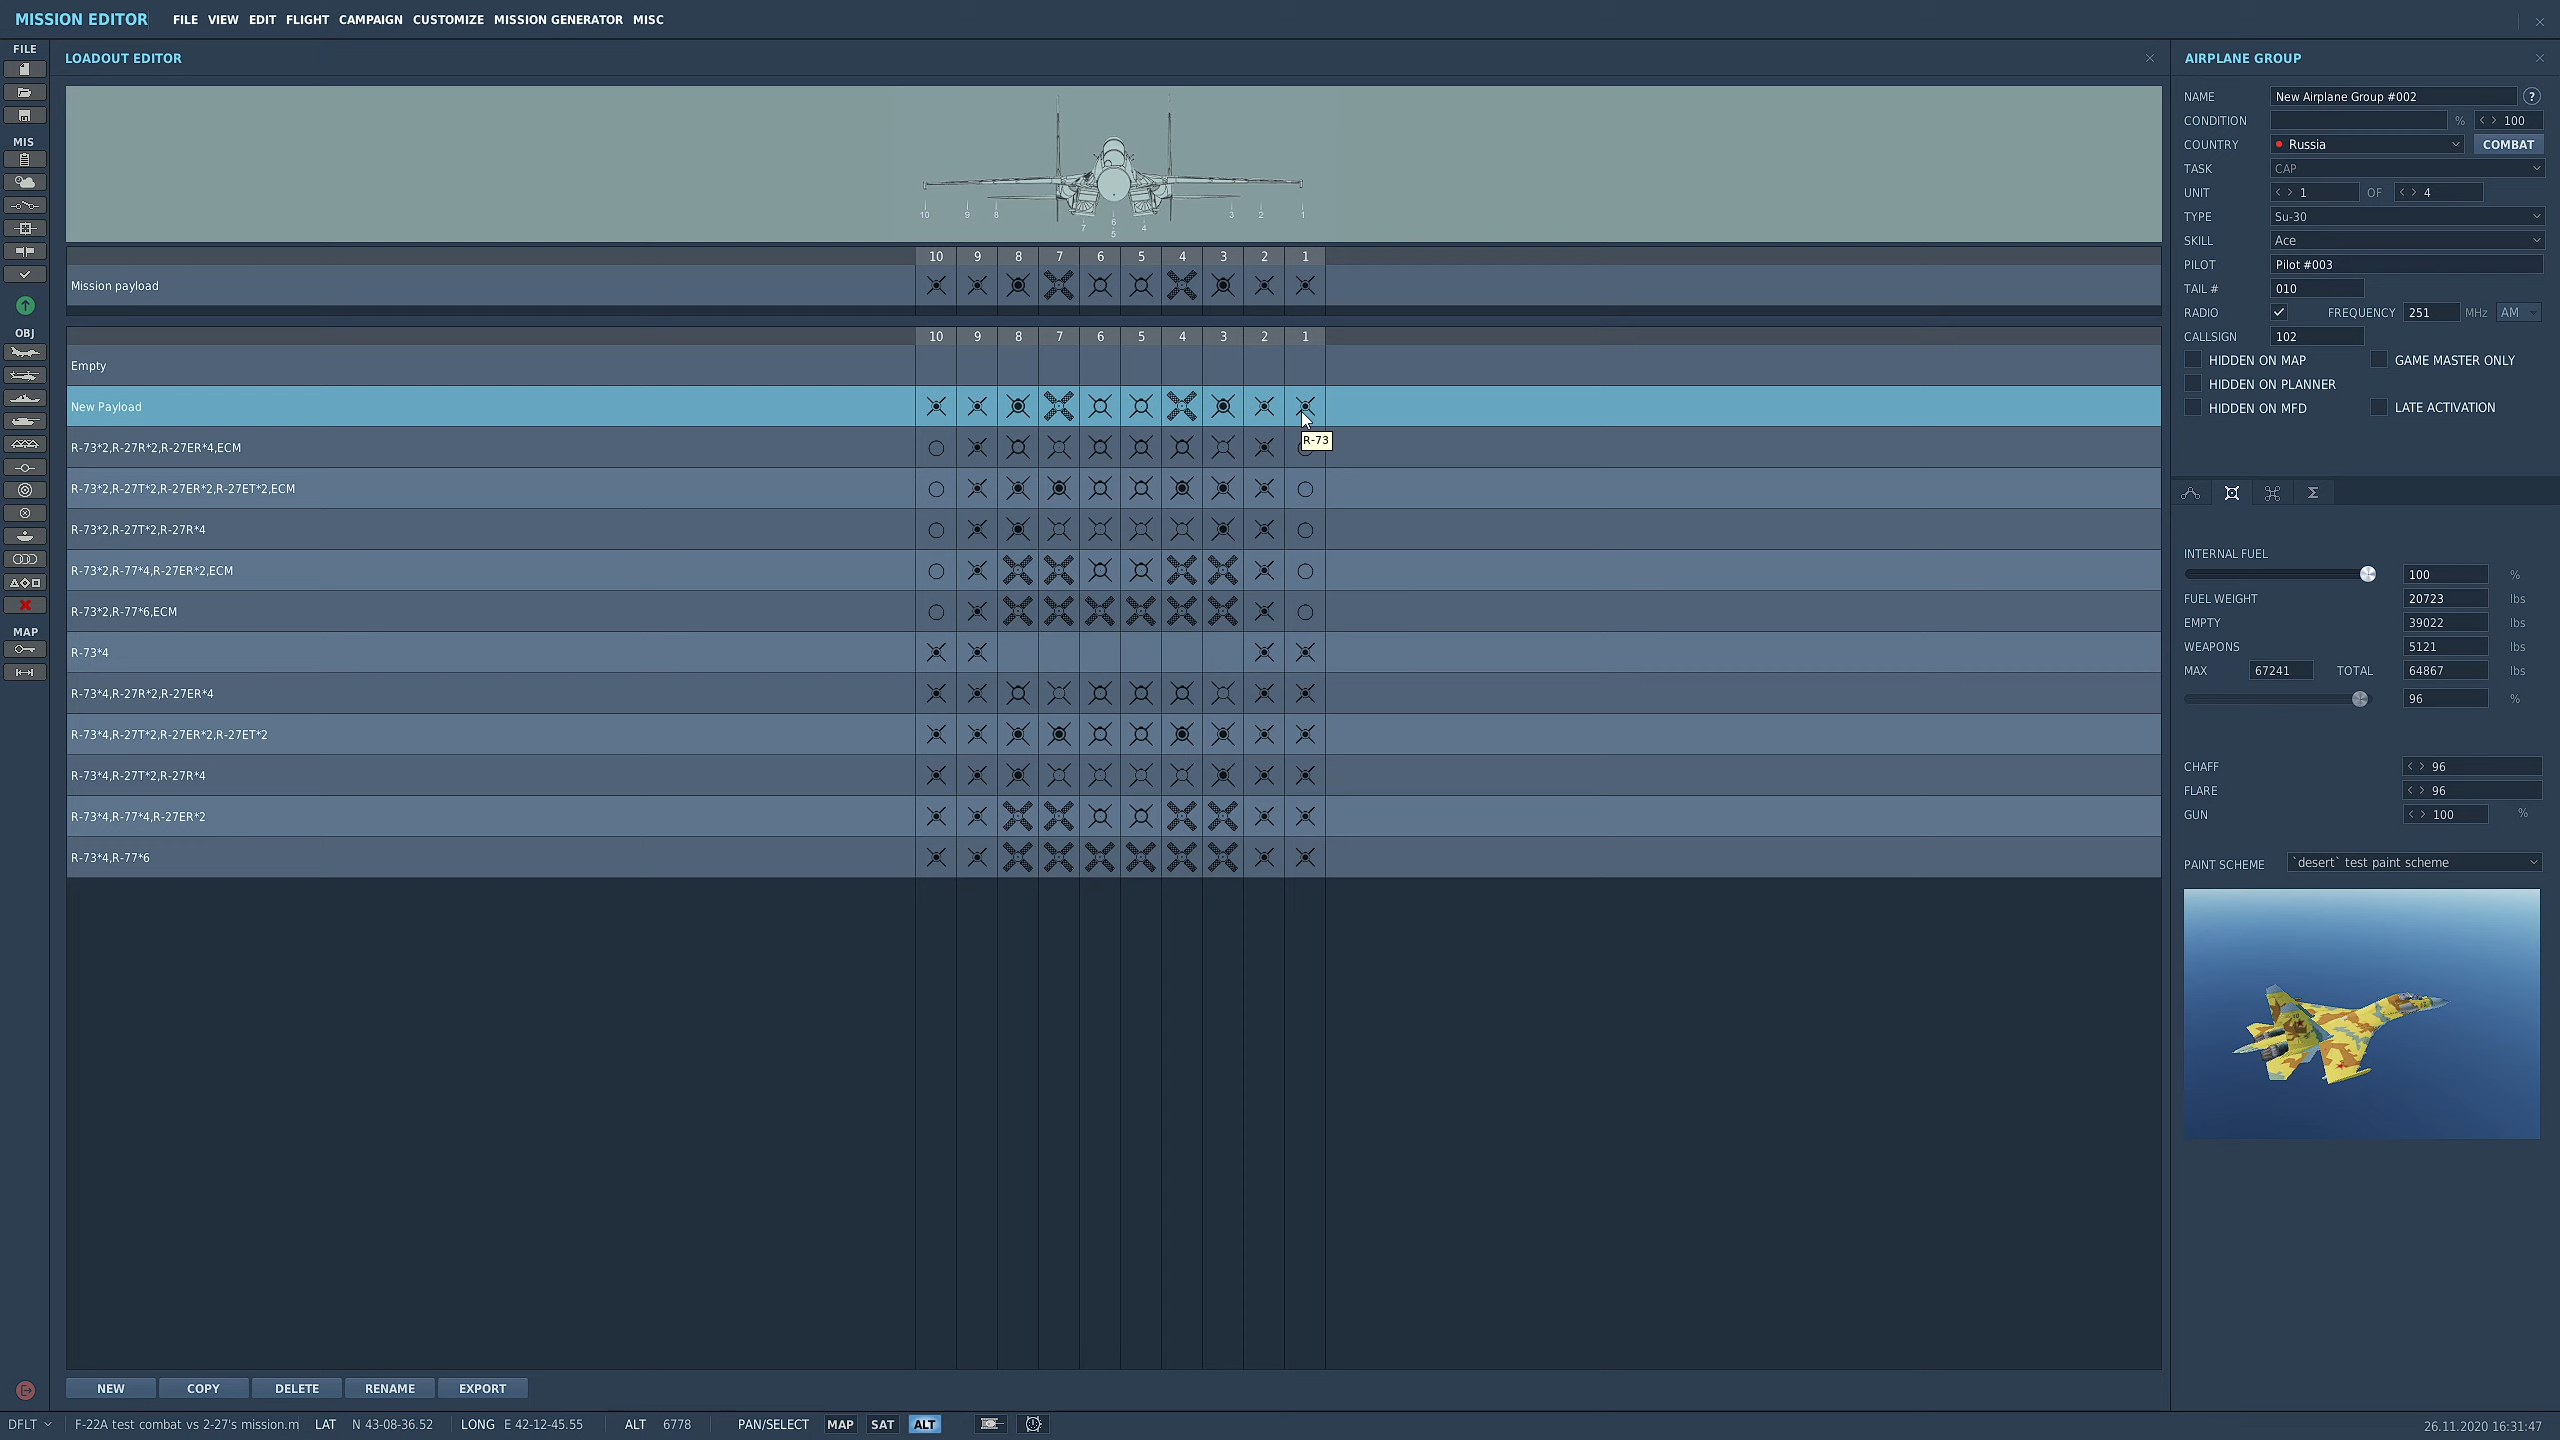 MISSION EDITOR FILE VIEW EDIT FLIGHT CAMPAIGN CUSTOMIZE MISSION GENERATOR MISC
FILE
MIS
OBJ
MAP
LOADOUT EDITOR
10 9 8 7 6 5 4 3 2 1
10 9 8 7 6 5 4 3 2 1
Mission payload
10 9 8 7 6 5 4 3 2 1
Empty
New Payload
R-73
R-73*2,R-27R*2,R-27ER*4,ECM
R-73*2,R-27T*2,R-27ER*2,R-27ET*2,ECM
R-73*2,R-27T*2,R-27R*4
R-73*2,R-77*4,R-27ER*2,ECM
R-73*2,R-77*6,ECM
R-73*4
R-73*4,R-27R*2,R-27ER*4
R-73*4,R-27T*2,R-27ER*2,R-27ET*2
R-73*4,R-27T*2,R-27R*4
R-73*4,R-77*4,R-27ER*2
R-73*4,R-77*6
NEW COPY DELETE RENAME EXPORT
AIRPLANE GROUP
NAME New Airplane Group #002 ?
CONDITION % < > 100
COUNTRY Russia COMBAT
TASK CAP
UNIT < > 1 OF < > 4
TYPE Su-30
SKILL Ace
PILOT Pilot #003
TAIL # 010
RADIO FREQUENCY 251 MHz AM
CALLSIGN 102
HIDDEN ON MAP GAME MASTER ONLY
HIDDEN ON PLANNER
HIDDEN ON MFD LATE ACTIVATION
Σ
INTERNAL FUEL
100 %
FUEL WEIGHT 20723 lbs
EMPTY 39022 lbs
WEAPONS 5121 lbs
MAX 67241 TOTAL 64867 lbs
96 %
CHAFF < > 96
FLARE < > 96
GUN < > 100 %
PAINT SCHEME `desert` test paint scheme
DFLT F-22A test combat vs 2-27's mission.m LAT N 43-08-36.52 LONG E 42-12-45.55 ALT 6778 PAN/SELECT MAP SAT ALT 26.11.2020 16:31:47